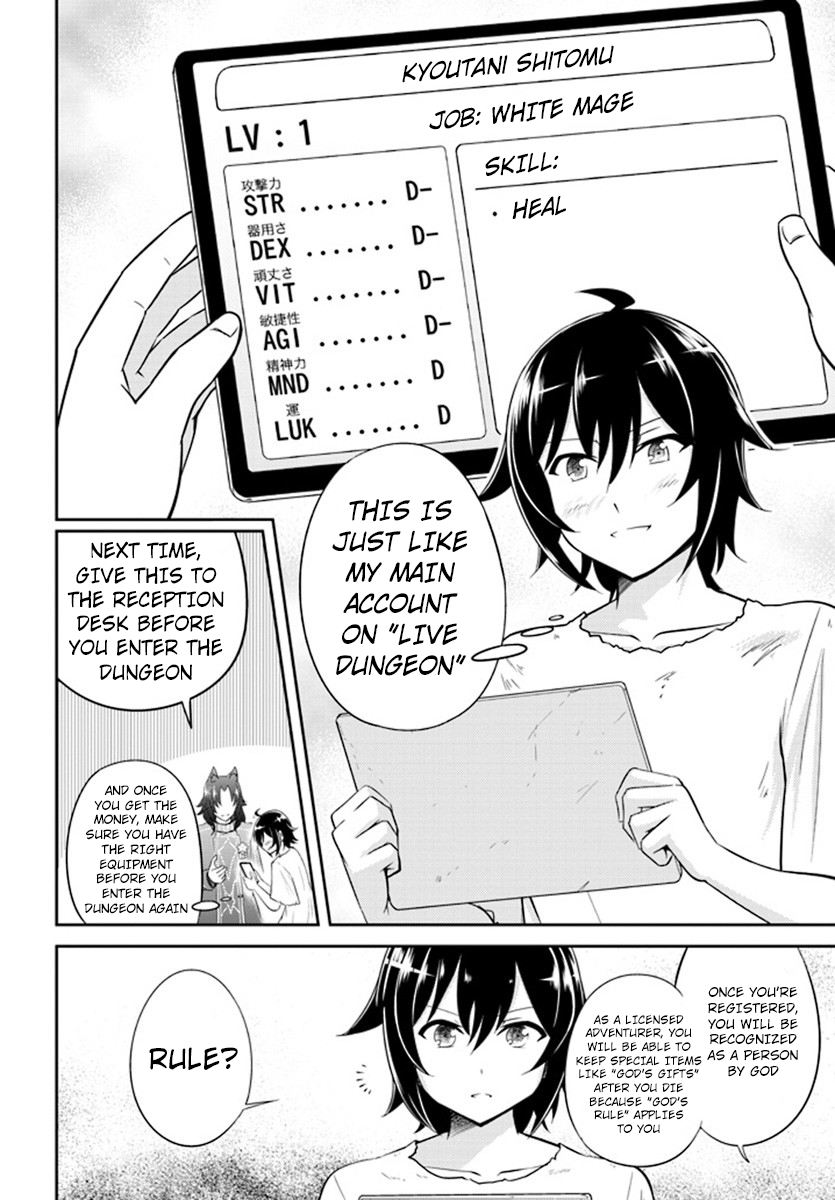 KYOUTANI SHITOMU
LV : 1
JOB: WHITE MAGE
攻撃力
STR ....... D-
器用さ
DEX ....... D-
頑丈さ
VIT ....... D-
敏捷性
AGI ....... D-
精神力
MND ....... D
運
LUK ....... D
SKILL:
・ HEAL
THIS IS
JUST LIKE
MY MAIN
ACCOUNT
ON "LIVE
DUNGEON"
NEXT TIME,
GIVE THIS TO
THE RECEPTION
DESK BEFORE
YOU ENTER THE
DUNGEON
AND ONCE
YOU GET THE
MONEY, MAKE
SURE YOU HAVE
THE RIGHT
EQUIPMENT
BEFORE YOU
ENTER THE
DUNGEON AGAIN
ONCE YOU'RE
REGISTERED,
YOU WILL BE
RECOGNIZED
AS A PERSON
BY GOD
AS A LICENSED
ADVENTURER, YOU
WILL BE ABLE TO
KEEP SPECIAL ITEMS
LIKE "GOD'S GIFTS"
AFTER YOU DIE
BECAUSE "GOD'S
RULE" APPLIES
TO YOU
RULE?